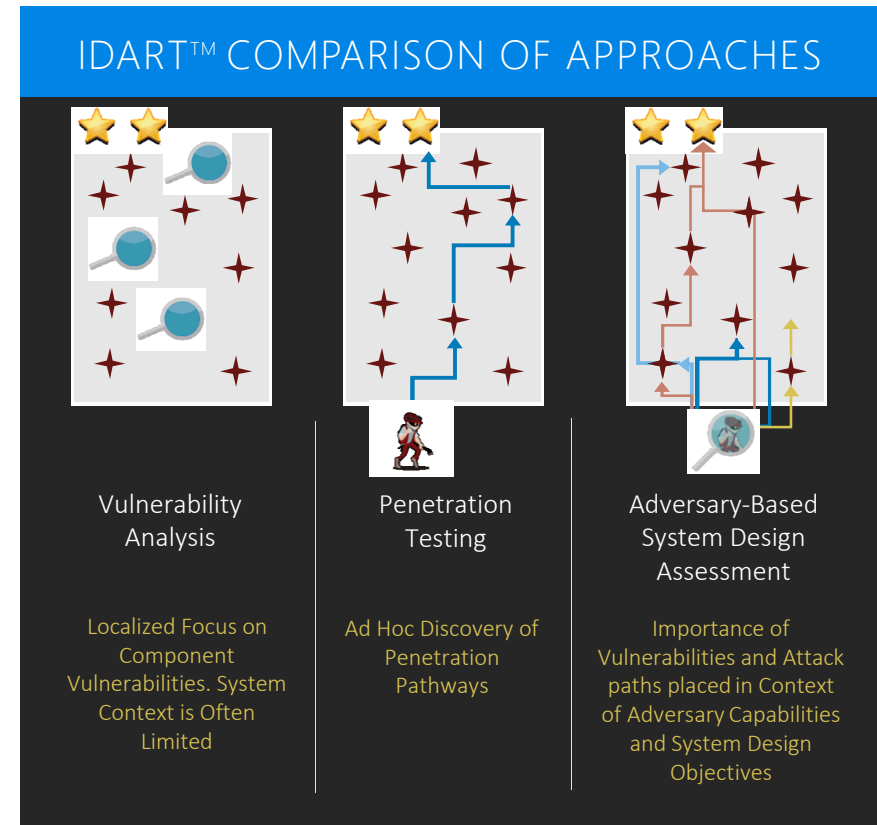 IDART™ COMPARISON OF APPROACHES
Vulnerability
Analysis
Localized Focus on
Component
Vulnerabilities. System
Context is Often
Limited
Penetration
Testing
Ad Hoc Discovery of
Penetration
Pathways
Adversary-Based
System Design
Assessment
Importance of
Vulnerabilities and Attack
paths placed in Context
of Adversary Capabilities
and System Design
Objectives